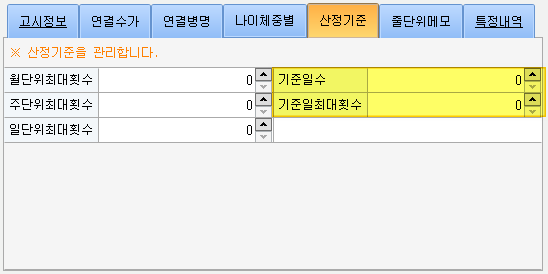 고시정보 연결수가 연결병명 나이체중별 산정기준 줄단위메모 특정내역
※ 산정기준을 관리합니다.
월단위최대횟수 0 기준일수 0
주단위최대횟수 0 기준일최대횟수 0
일단위최대횟수 0